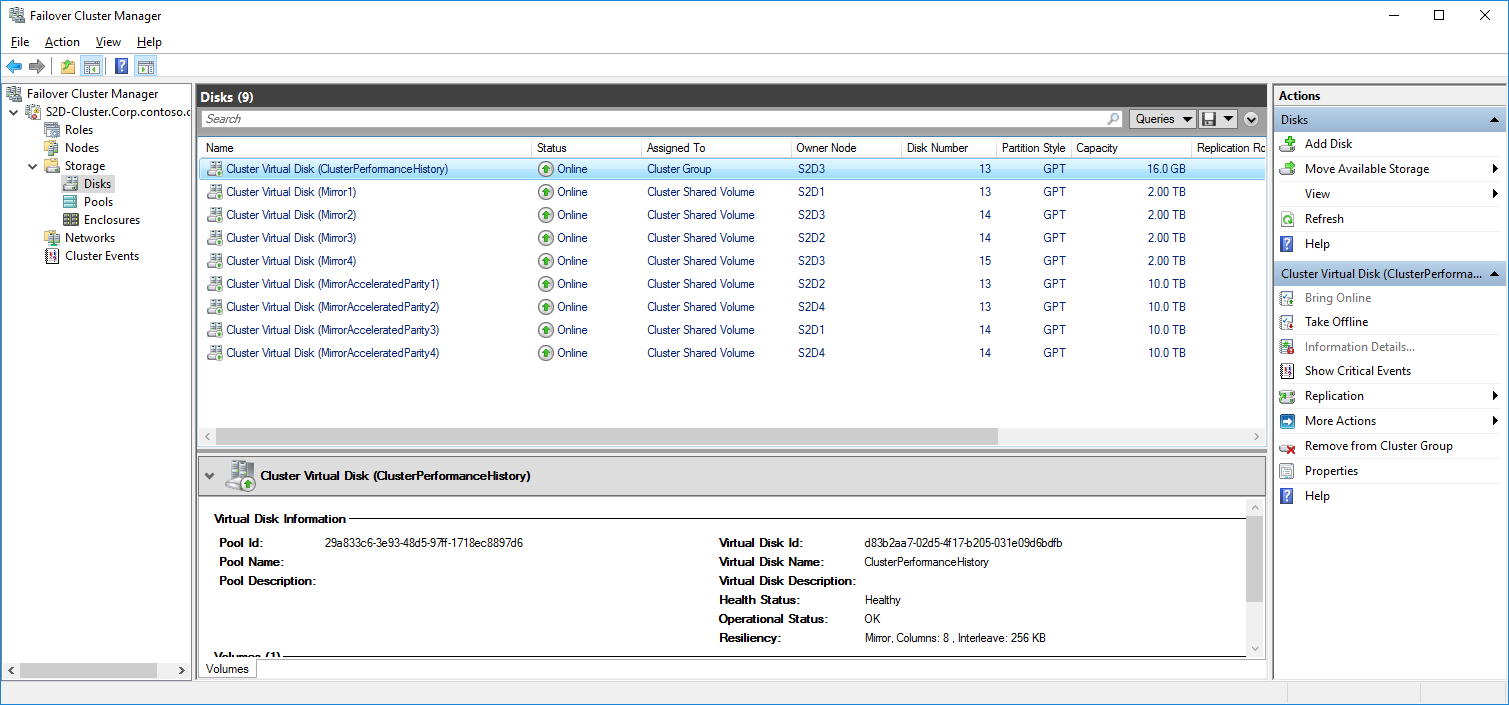 Failover Cluster Manager
File Action View Help
Failover Cluster Manager
S2D-Cluster.Corp.contoso.c
Roles
Nodes
Storage
Disks
Pools
Enclosures
Networks
Cluster Events
Disks (9)
Search
Queries
Name Status Assigned To Owner Node Disk Number Partition Style Capacity Replication Ro
Cluster Virtual Disk (ClusterPerformanceHistory) Online Cluster Group S2D3 13 GPT 16.0 GB
Cluster Virtual Disk (Mirror1) Online Cluster Shared Volume S2D1 13 GPT 2.00 TB
Cluster Virtual Disk (Mirror2) Online Cluster Shared Volume S2D3 14 GPT 2.00 TB
Cluster Virtual Disk (Mirror3) Online Cluster Shared Volume S2D2 14 GPT 2.00 TB
Cluster Virtual Disk (Mirror4) Online Cluster Shared Volume S2D3 15 GPT 2.00 TB
Cluster Virtual Disk (MirrorAcceleratedParity1) Online Cluster Shared Volume S2D2 13 GPT 10.0 TB
Cluster Virtual Disk (MirrorAcceleratedParity2) Online Cluster Shared Volume S2D4 13 GPT 10.0 TB
Cluster Virtual Disk (MirrorAcceleratedParity3) Online Cluster Shared Volume S2D1 14 GPT 10.0 TB
Cluster Virtual Disk (MirrorAcceleratedParity4) Online Cluster Shared Volume S2D4 14 GPT 10.0 TB
Cluster Virtual Disk (ClusterPerformanceHistory)
Virtual Disk Information
Pool Id: 29a833c6-3e93-48d5-97ff-1718ec8897d6
Pool Name:
Pool Description:
Virtual Disk Id: d83b2aa7-02d5-4f17-b205-031e09d6bdfb
Virtual Disk Name: ClusterPerformanceHistory
Virtual Disk Description:
Health Status: Healthy
Operational Status: OK
Resiliency: Mirror, Columns: 8 , Interleave: 256 KB
Volumes (1)
Volumes
Actions
Disks
Add Disk
Move Available Storage
View
Refresh
Help
Cluster Virtual Disk (ClusterPerforma...
Bring Online
Take Offline
Information Details...
Show Critical Events
Replication
More Actions
Remove from Cluster Group
Properties
Help